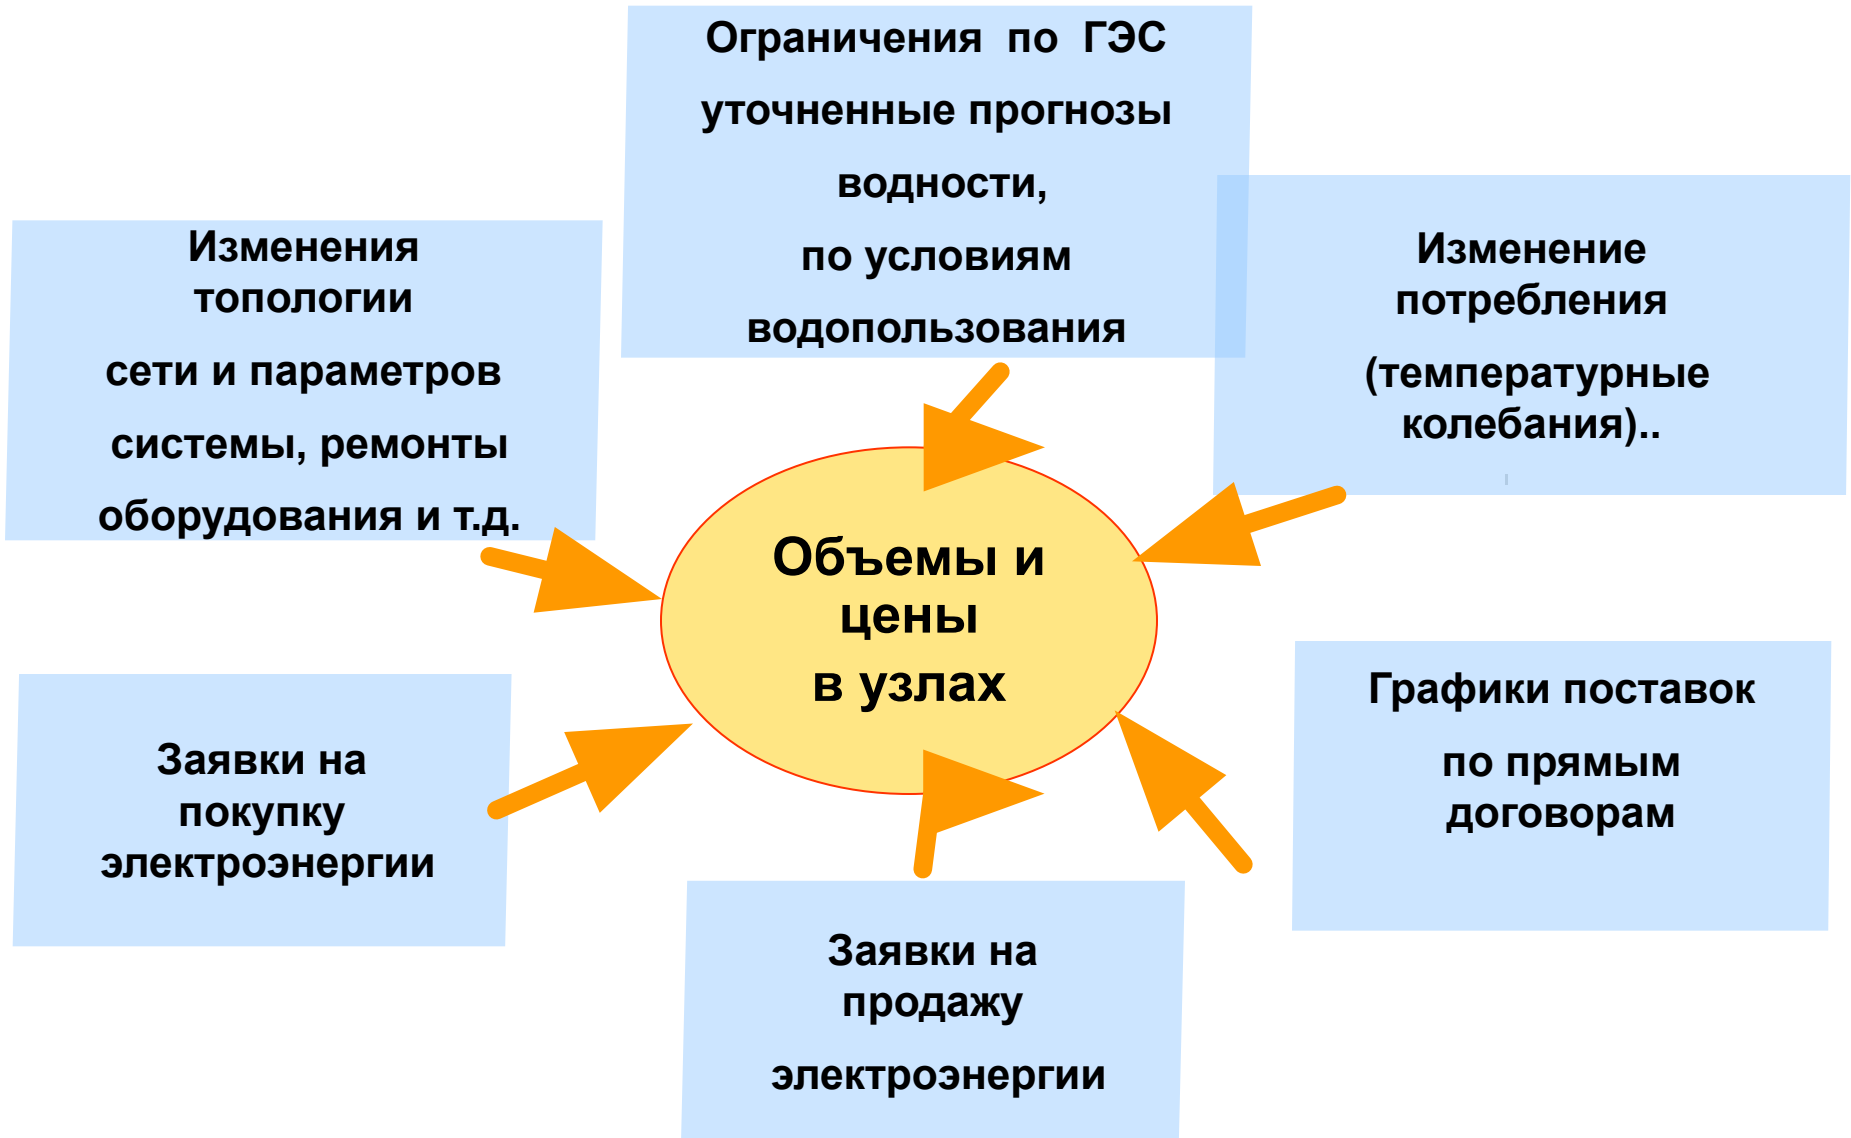 Ограничения по ГЭС
уточненные прогнозы
водности,
по условиям
водопользования
Изменения
топологии
сети и параметров
системы, ремонты
оборудования и т.д.
Изменение
потребления
(температурные
колебания)..
Объемы и
цены
в узлах
Заявки на
покупку
электроэнергии
Графики поставок
по прямым
договорам
Заявки на
продажу
электроэнергии